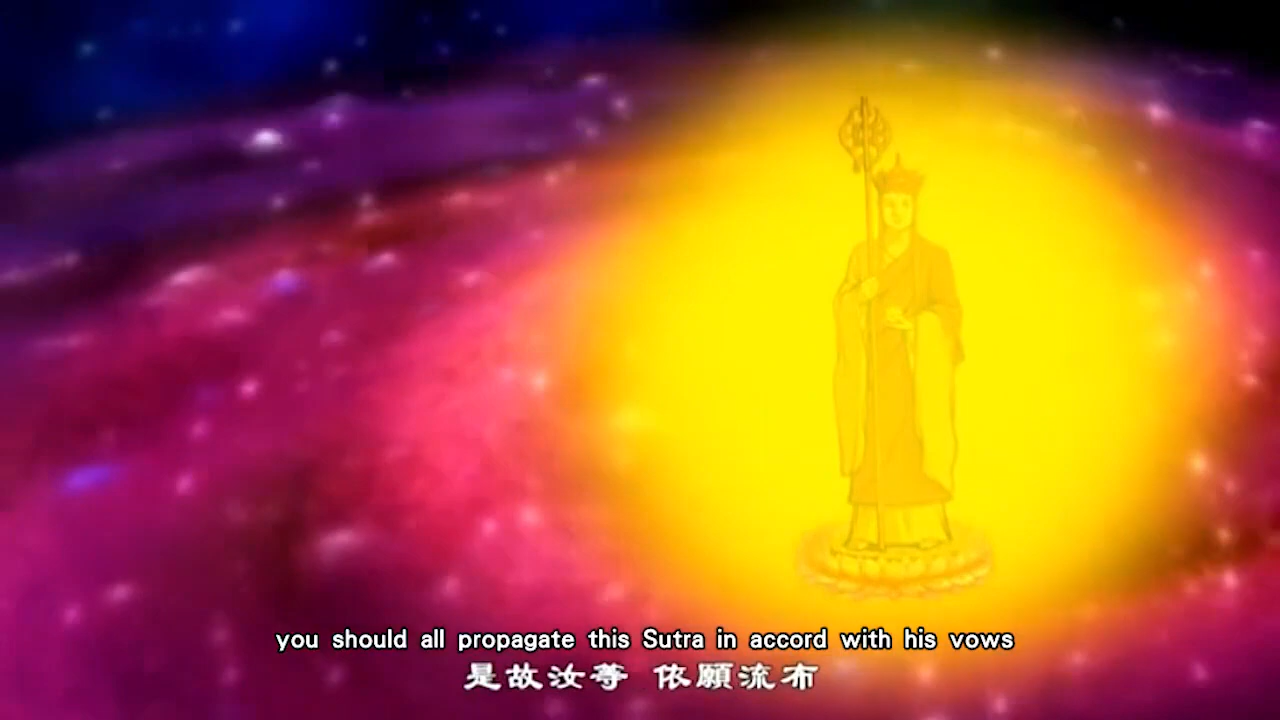 you should all propagate this Sutra in accord with his vows
是故汝等 依願流布